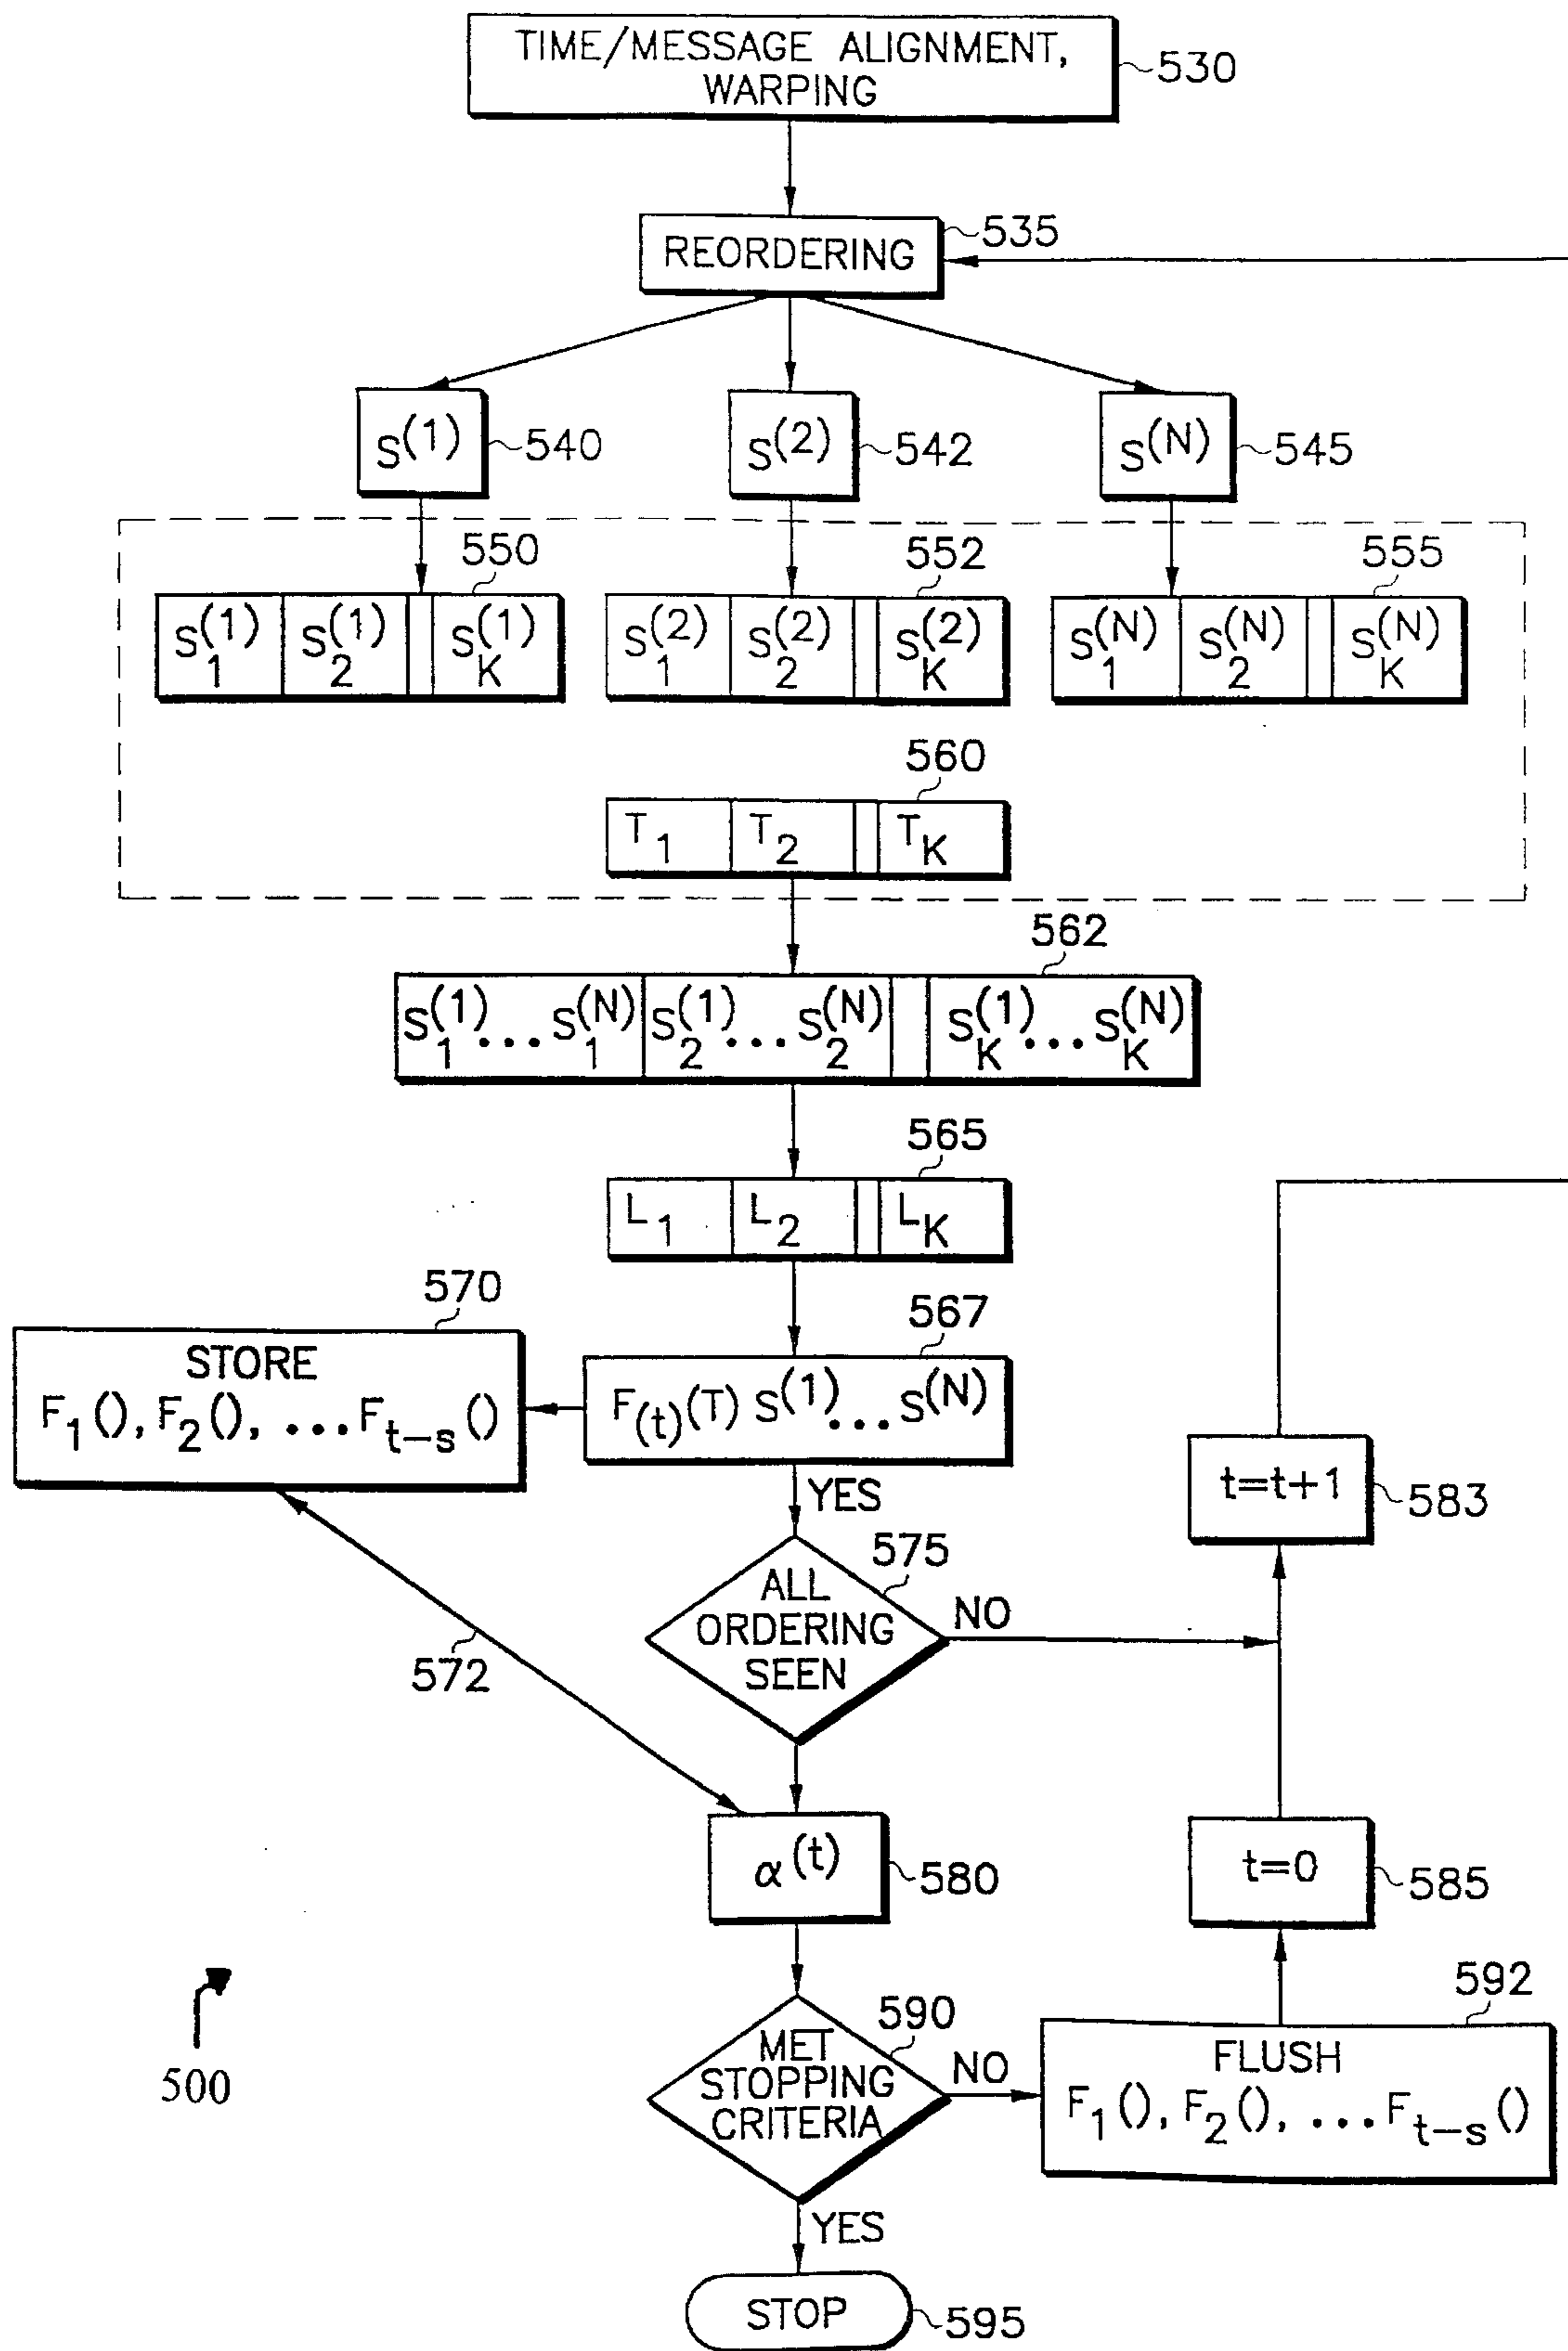 TIME/MESSAGE ALIGNMENT,
WARPING
530
REORDERING
535
S(1)
540
S(2)
542
S(N)
545
550
552
555
S1(1) S2(1) SK(1)
S1(2) S2(2) SK(2)
S1(N) S2(N) SK(N)
560
T1 T2 TK
562
S1(1)...S1(N) S2(1)...S2(N) SK(1)...SK(N)
565
L1 L2 LK
570
STORE
F1(), F2(), ...Ft-s()
567
F(t)(T) S(1)...S(N)
YES
t=t+1
583
575
ALL
ORDERING
SEEN
NO
572
α(t)
580
t=0
585
500
590
MET
STOPPING
CRITERIA
NO
592
FLUSH
F1(), F2(), ...Ft-s()
YES
STOP
595